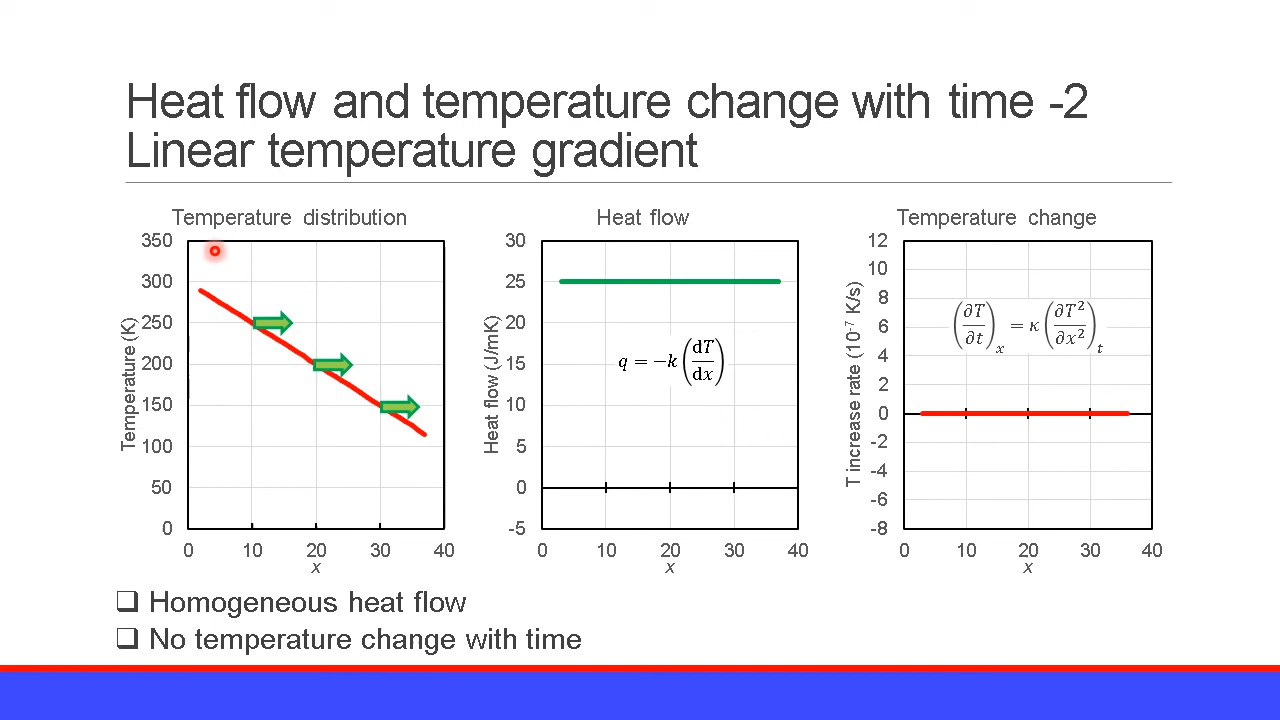 Heat flow and temperature change with time -2
Linear temperature gradient
Temperature distribution
350
300
250
200
150
100
50
0
0 10 20 30 40
x
Temperature (K)
Heat flow
30
25
20
15
10
5
0
-5
0 10 20 30 40
x
Heat flow (J/mK)
q = −k (dT/dx)
Temperature change
12
10
8
6
4
2
0
-2
-4
-6
-8
0 10 20 30 40
x
T increase rate (10⁻⁷ K/s)
(∂T/∂t)ₓ = κ (∂T²/∂x²)ₜ
❑ Homogeneous heat flow
❑ No temperature change with time